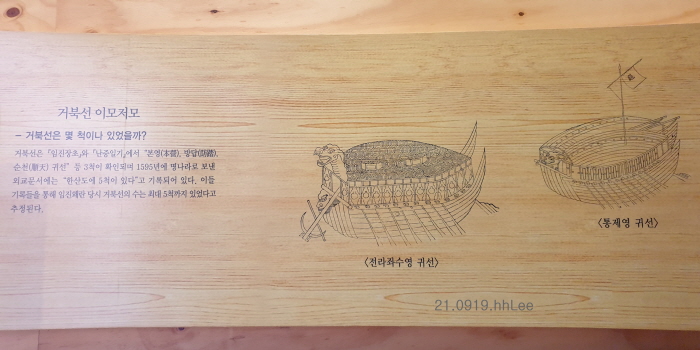 거북선 이모저모
– 거북선은 몇 척이나 있었을까?
거북선은 『임진장초』와 『난중일기』에서 "본영(本營), 방답(防踏),
순천(順天) 귀선" 등 3척이 확인되며 1595년에 명나라로 보낸
외교문서에는 "한산도에 5척이 있다"고 기록되어 있다. 이들
기록들을 통해 임진왜란 당시 거북선의 수는 최대 5척까지 있었다고
추정된다.
<전라좌수영 귀선>
<통제영 귀선>
21.0919.hhLee